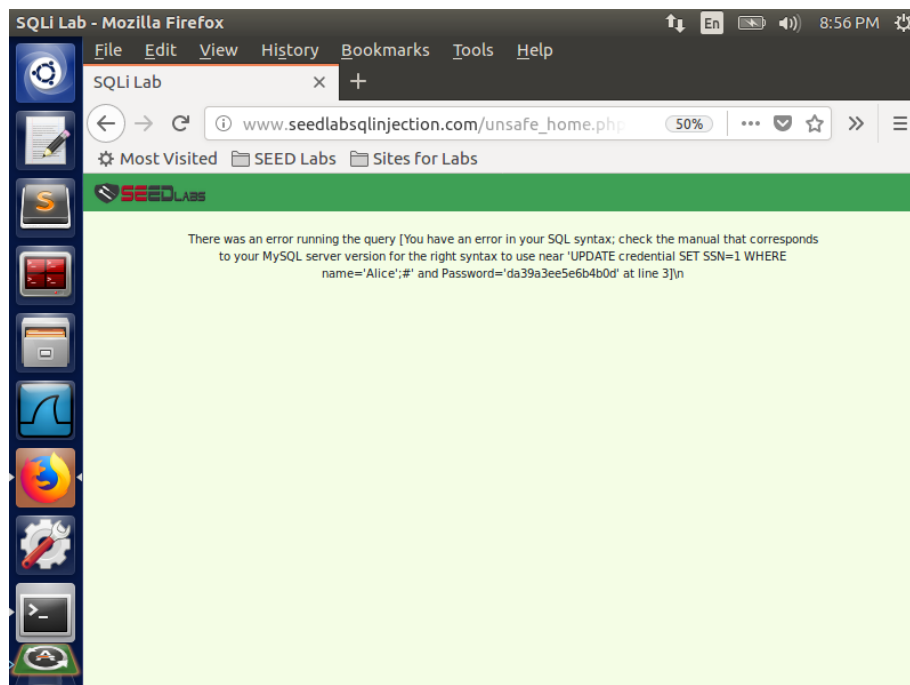 SQLi Lab - Mozilla Firefox
En
8:56 PM
File Edit View History Bookmarks Tools Help
SQLi Lab
www.seedlabsqlinjection.com/unsafe_home.php
50%
Most Visited SEED Labs Sites for Labs
SEEDLABS
There was an error running the query [You have an error in your SQL syntax; check the manual that corresponds
to your MySQL server version for the right syntax to use near 'UPDATE credential SET SSN=1 WHERE
name='Alice';#' and Password='da39a3ee5e6b4b0d' at line 3]\n